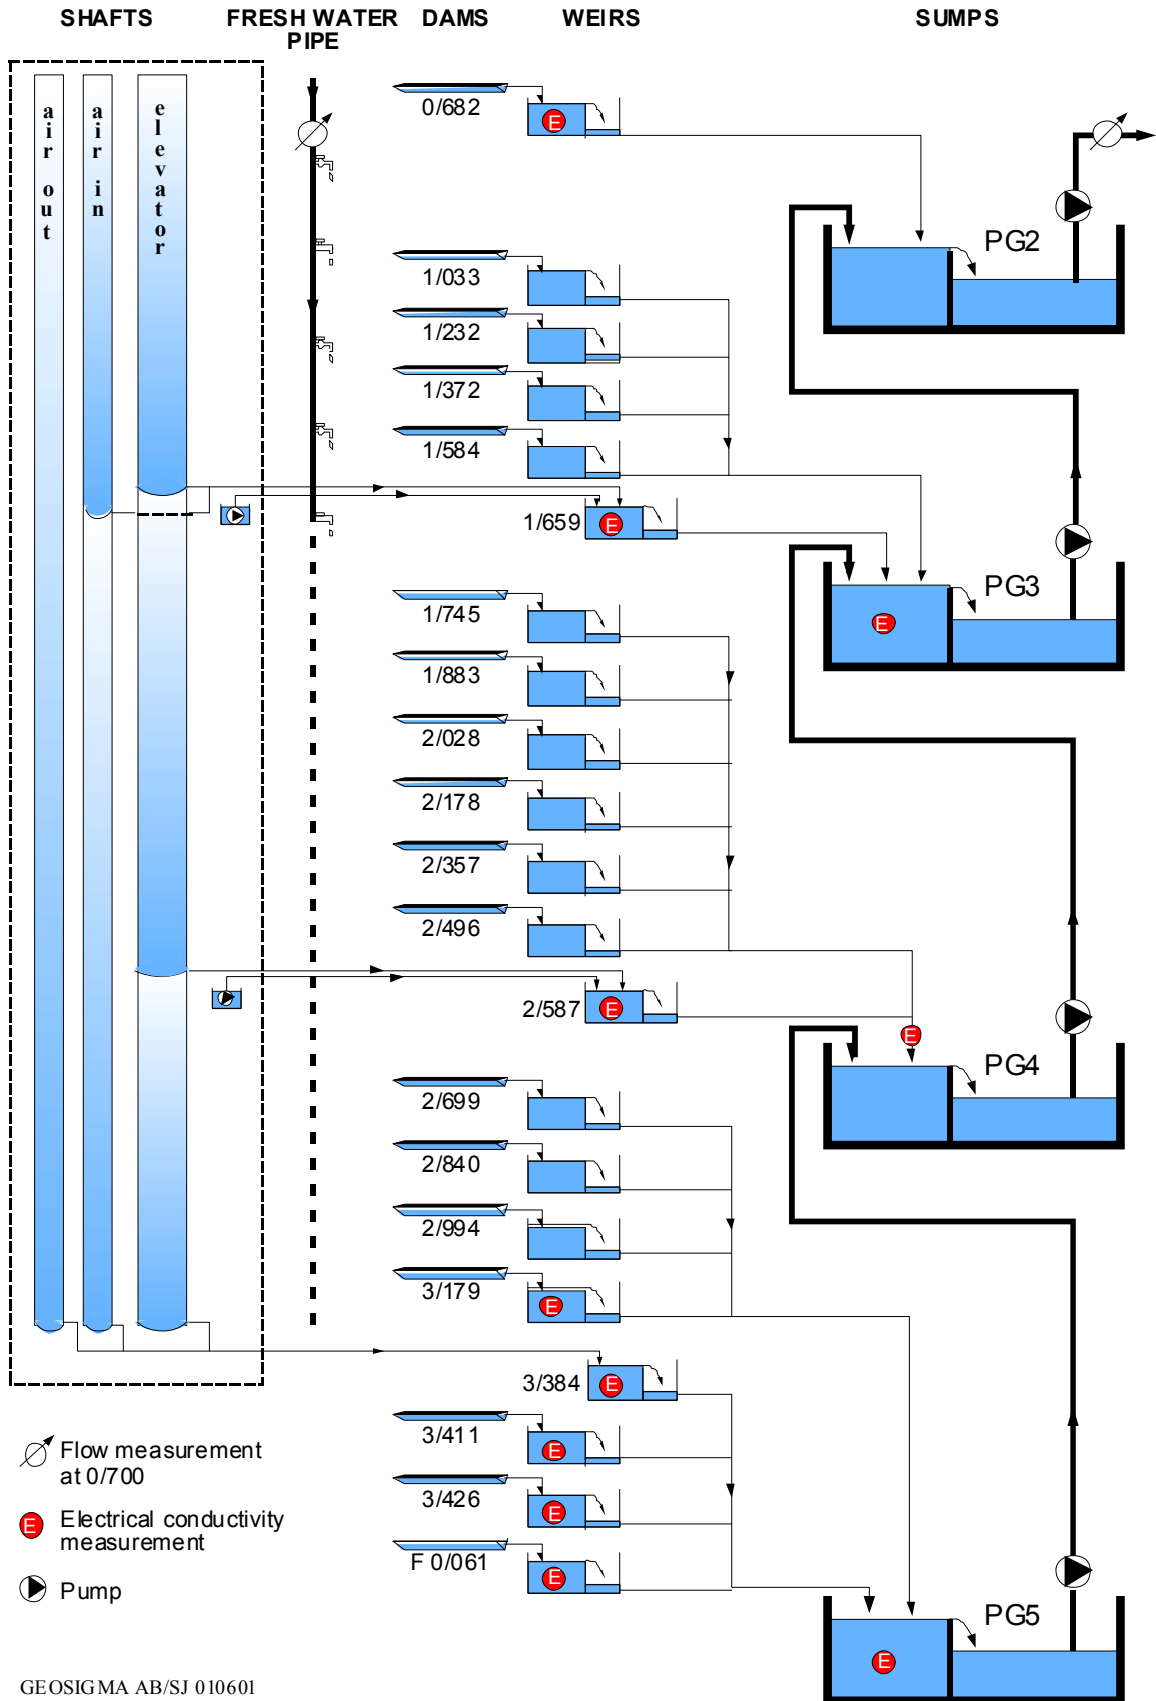 SHAFTS
FRESH WATER
PIPE
DAMS
WEIRS
SUMPS
air out
air in
elevator
0/682
E
PG2
1/033
1/232
1/372
1/584
1/659
E
PG3
E
1/745
1/883
2/028
2/178
2/357
2/496
2/587
E
E
PG4
2/699
2/840
2/994
3/179
E
3/384
E
3/411
E
3/426
E
F 0/061
E
PG5
E
Flow measurement
at 0/700
E
Electrical conductivity
measurement
Pump
GEOSIGMA AB/SJ 010601